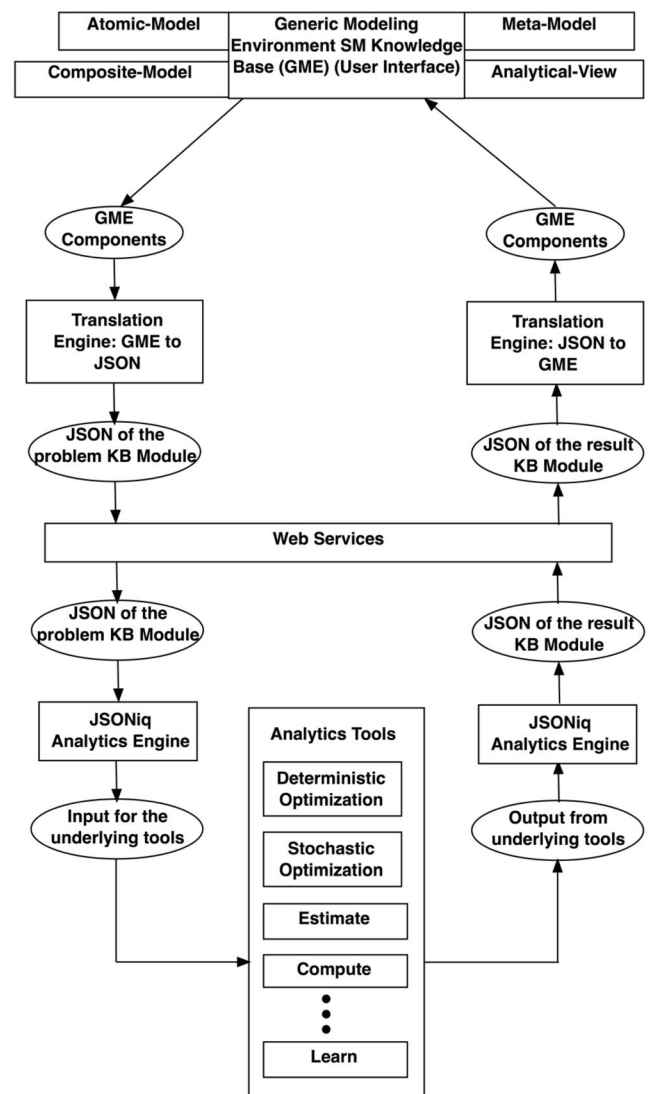 Atomic-Model
Generic Modeling
Environment SM Knowledge
Base (GME) (User Interface)
Meta-Model
Composite-Model
Analytical-View
GME
Components
Translation
Engine: GME to
JSON
JSON of the
problem KB Module
GME
Components
Translation
Engine: JSON to
GME
JSON of the result
KB Module
Web Services
JSON of the
problem KB Module
JSONiq
Analytics Engine
Input for the
underlying tools
Analytics Tools
Deterministic
Optimization
Stochastic
Optimization
Estimate
Compute
Learn
JSON of the result
KB Module
JSONiq
Analytics Engine
Output from
underlying tools